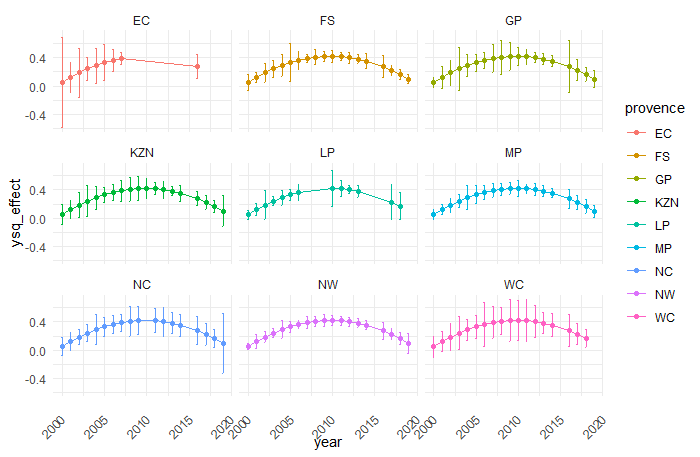 EC FS GP
0.4
0.0
-0.4
KZN LP MP
0.4
0.0
-0.4
NC NW WC
0.4
0.0
-0.4
2000 2005 2010 2015 2020 2000 2005 2010 2015 2020 2000 2005 2010 2015 2020
year
ysq_effect
provence
EC
FS
GP
KZN
LP
MP
NC
NW
WC